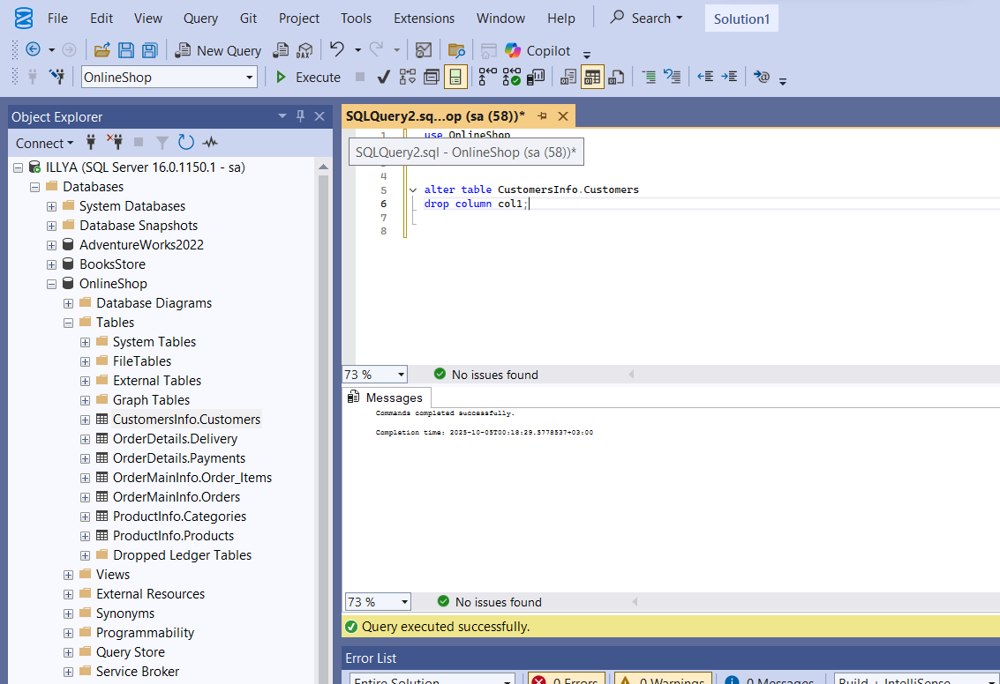 File Edit View Query Git Project Tools Extensions Window Help Search Solution1
New Query DAX Copilot
OnlineShop Execute
Object Explorer
Connect
ILLYA (SQL Server 16.0.1150.1 - sa)
Databases
System Databases
Database Snapshots
AdventureWorks2022
BooksStore
OnlineShop
Database Diagrams
Tables
System Tables
FileTables
External Tables
Graph Tables
CustomersInfo.Customers
OrderDetails.Delivery
OrderDetails.Payments
OrderMainInfo.Order_Items
OrderMainInfo.Orders
ProductInfo.Categories
ProductInfo.Products
Dropped Ledger Tables
Views
External Resources
Synonyms
Programmability
Query Store
Service Broker
SQLQuery2.sq...op (sa (58))*
1 use OnlineShop
SQLQuery2.sql - OnlineShop (sa (58))*
4
5 alter table CustomersInfo.Customers
6 drop column col1;
7
8
73 % No issues found
Messages
Commands completed successfully.
Completion time: 2025-10-05T00:18:29.5778537+03:00
73 % No issues found
Query executed successfully.
Error List
Entire Solution 0 Errors 0 Warnings 0 Messages Build + IntelliSense